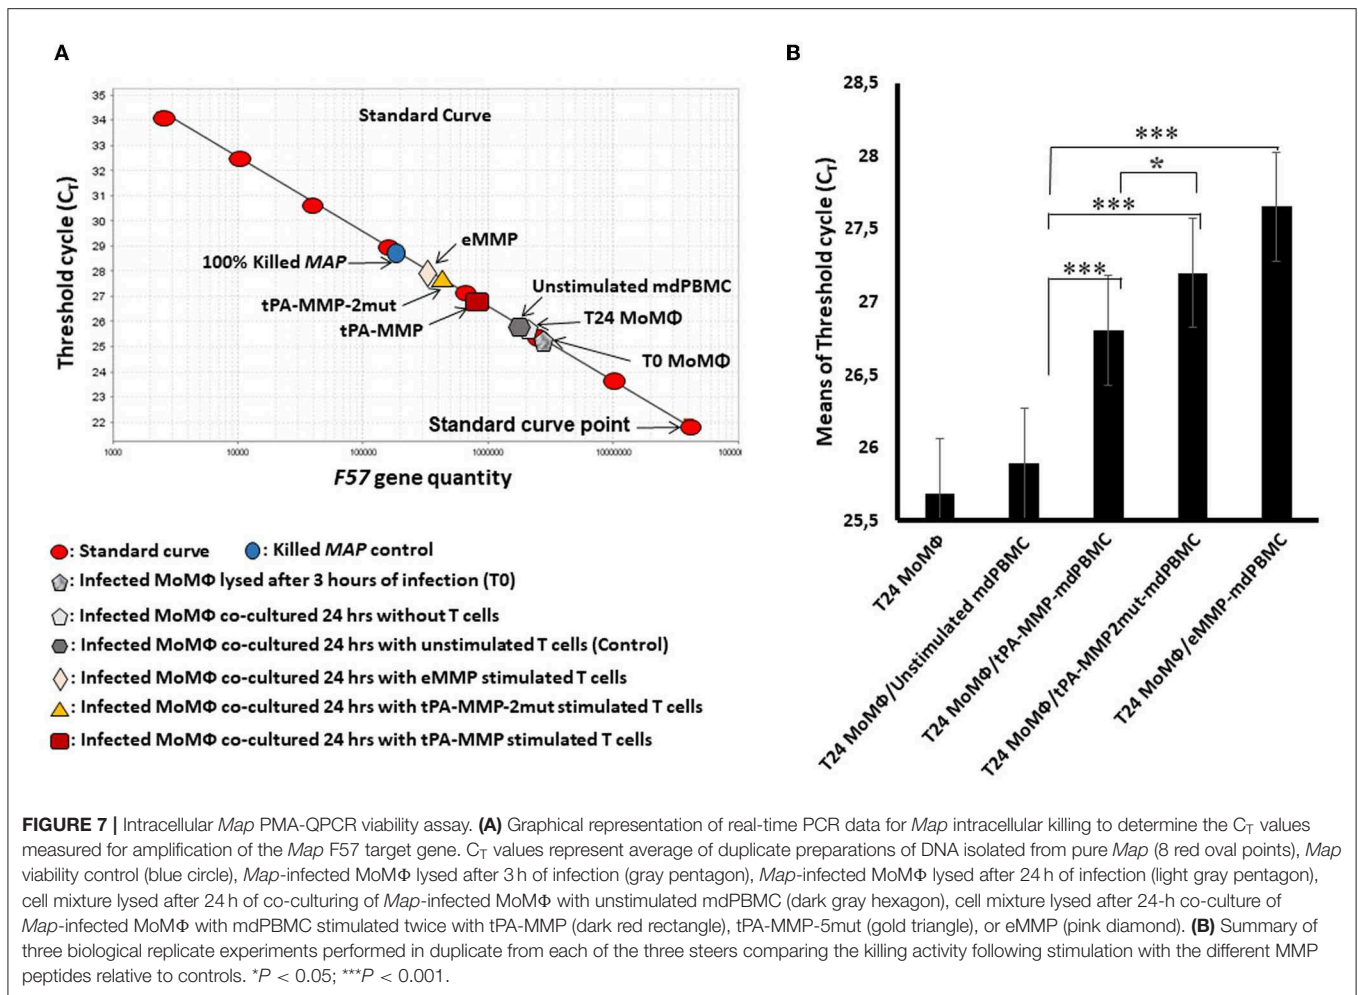 A
35
34
33
32
31
30
29
28
27
26
25
24
23
22
Threshold cycle (CT)
Standard Curve
100% Killed MAP
eMMP
tPA-MMP-2mut
tPA-MMP
Unstimulated mdPBMC
T24 MoMΦ
T0 MoMΦ
Standard curve point
1000
10000
100000
1000000
10000000
100000
F57 gene quantity
: Standard curve
: Killed MAP control
: Infected MoMΦ lysed after 3 hours of infection (T0)
: Infected MoMΦ co-cultured 24 hrs without T cells
: Infected MoMΦ co-cultured 24 hrs with unstimulated T cells (Control)
: Infected MoMΦ co-cultured 24 hrs with eMMP stimulated T cells
: Infected MoMΦ co-cultured 24 hrs with tPA-MMP-2mut stimulated T cells
: Infected MoMΦ co-cultured 24 hrs with tPA-MMP stimulated T cells
B
28,5
28
27,5
27
26,5
26
25,5
Means of Threshold cycle (CT)
***
*
***
***
T24 MoMΦ
T24 MoMΦ/Unstimulated mdPBMC
T24 MoMΦ/tPA-MMP-mdPBMC
T24 MoMΦ/tPA-MMP2mut-mdPBMC
T24 MoMΦ/eMMP-mdPBMC
FIGURE 7 | Intracellular Map PMA-QPCR viability assay. (A) Graphical representation of real-time PCR data for Map intracellular killing to determine the CT values
measured for amplification of the Map F57 target gene. CT values represent average of duplicate preparations of DNA isolated from pure Map (8 red oval points), Map
viability control (blue circle), Map-infected MoMΦ lysed after 3 h of infection (gray pentagon), Map-infected MoMΦ lysed after 24 h of infection (light gray pentagon),
cell mixture lysed after 24 h of co-culturing of Map-infected MoMΦ with unstimulated mdPBMC (dark gray hexagon), cell mixture lysed after 24-h co-culture of
Map-infected MoMΦ with mdPBMC stimulated twice with tPA-MMP (dark red rectangle), tPA-MMP-5mut (gold triangle), or eMMP (pink diamond). (B) Summary of
three biological replicate experiments performed in duplicate from each of the three steers comparing the killing activity following stimulation with the different MMP
peptides relative to controls. *P < 0.05; ***P < 0.001.